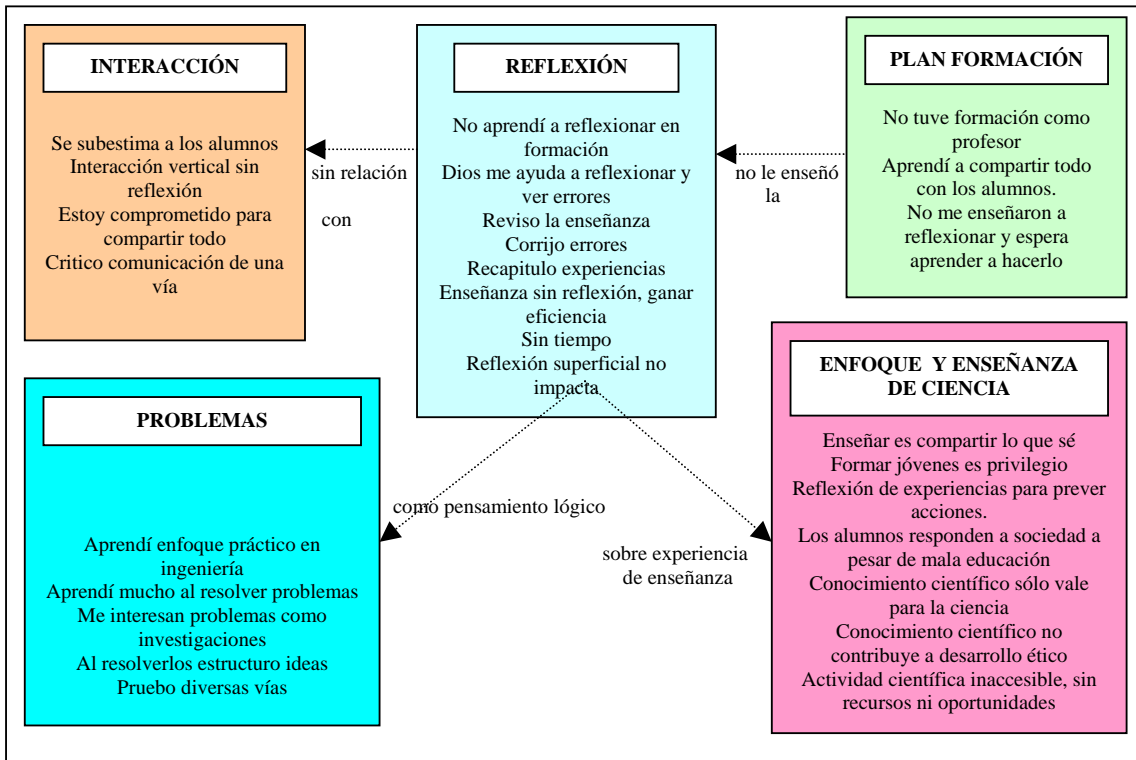 INTERACCIÓN
Se subestima a los alumnos
Interacción vertical sin
reflexión
Estoy comprometido para
compartir todo
Critico comunicación de una
vía
sin relación
con
REFLEXIÓN
No aprendí a reflexionar en
formación
Dios me ayuda a reflexionar y
ver errores
Reviso la enseñanza
Corrijo errores
Recapitulo experiencias
Enseñanza sin reflexión, ganar
eficiencia
Sin tiempo
Reflexión superficial no
impacta
no le enseñó
la
PLAN FORMACIÓN
No tuve formación como
profesor
Aprendí a compartir todo
con los alumnos.
No me enseñaron a
reflexionar y espera
aprender a hacerlo
PROBLEMAS
Aprendí enfoque práctico en
ingeniería
Aprendí mucho al resolver problemas
Me interesan problemas como
investigaciones
Al resolverlos estructuro ideas
Pruebo diversas vías
como pensamiento lógico
sobre experiencia
de enseñanza
ENFOQUE Y ENSEÑANZA
DE CIENCIA
Enseñar es compartir lo que sé
Formar jóvenes es privilegio
Reflexión de experiencias para prever
acciones.
Los alumnos responden a sociedad a
pesar de mala educación
Conocimiento científico sólo vale
para la ciencia
Conocimiento científico no
contribuye a desarrollo ético
Actividad científica inaccesible, sin
recursos ni oportunidades